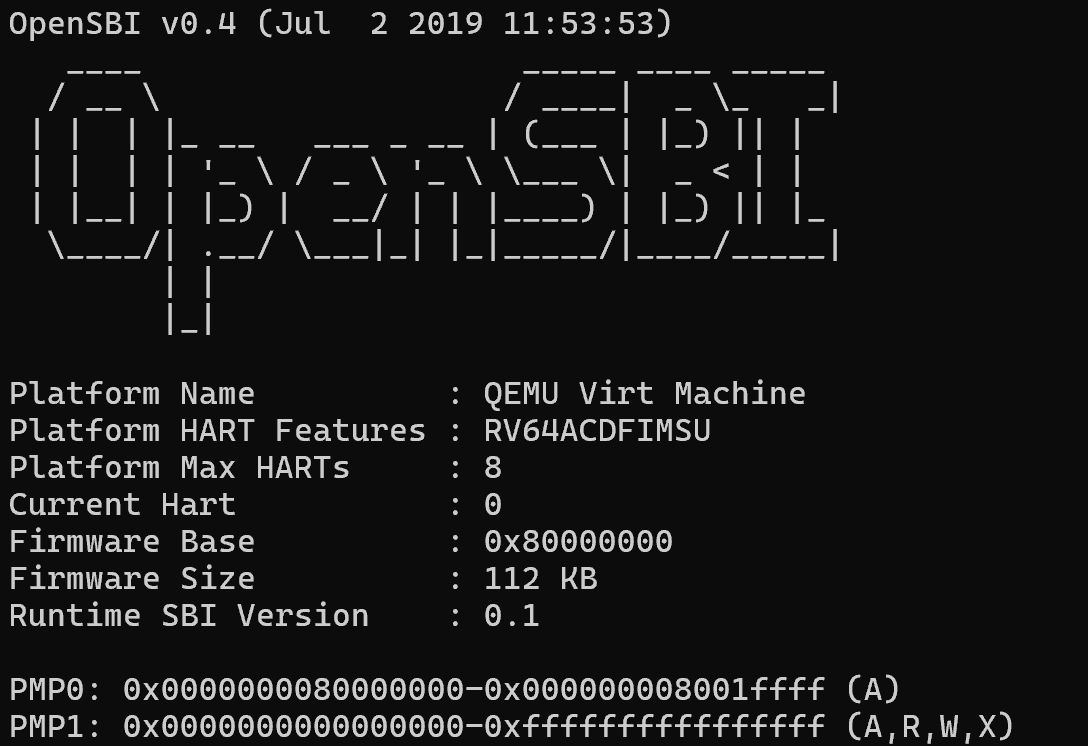 OpenSBI v0.4 (Jul  2 2019 11:53:53)
   ____                    _____ ____ _____
  / __ \                  / ____|  _ \_   _|
 | |  | |_ __   ___ _ __ | (___ | |_) || |
 | |  | | '_ \ / _ \ '_ \ \___ \|  _ < | |
 | |__| | |_) |  __/ | | |____) | |_) || |_
  \____/| .__/ \___|_| |_|_____/|____/_____|
        | |
        |_|

Platform Name          : QEMU Virt Machine
Platform HART Features : RV64ACDFIMSU
Platform Max HARTs     : 8
Current Hart           : 0
Firmware Base          : 0x80000000
Firmware Size          : 112 KB
Runtime SBI Version    : 0.1

PMP0: 0x0000000080000000-0x000000008001ffff (A)
PMP1: 0x0000000000000000-0xffffffffffffffff (A,R,W,X)